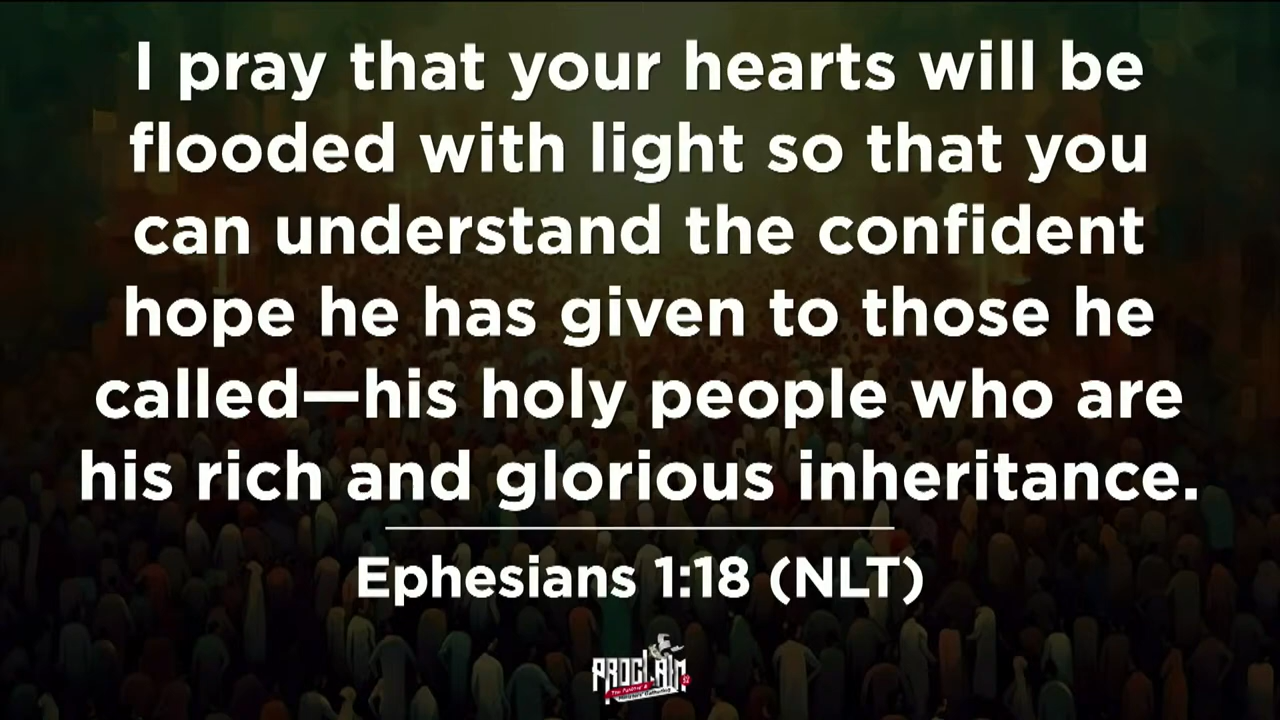 I pray that your hearts will be
flooded with light so that you
can understand the confident
hope he has given to those he
called—his holy people who are
his rich and glorious inheritance.
Ephesians 1:18 (NLT)
PROCLAIM